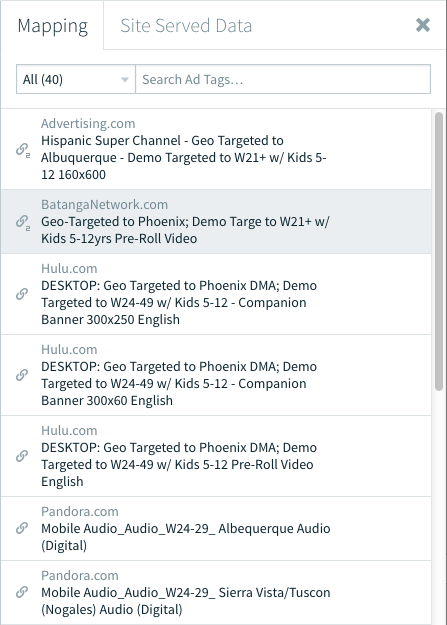 Mapping
Site Served Data
All (40)
Search Ad Tags...
Advertising.com
Hispanic Super Channel - Geo Targeted to
Albuquerque - Demo Targeted to W21+ w/ Kids 5-
12 160x600
2
BatangaNetwork.com
Geo-Targeted to Phoenix; Demo Targe to W21+ w/
Kids 5-12yrs Pre-Roll Video
2
Hulu.com
DESKTOP: Geo Targeted to Phoenix DMA; Demo
Targeted to W24-49 w/ Kids 5-12 - Companion
Banner 300x250 English
Hulu.com
DESKTOP: Geo Targeted to Phoenix DMA; Demo
Targeted to W24-49 w/ Kids 5-12 - Companion
Banner 300x60 English
Hulu.com
DESKTOP: Geo Targeted to Phoenix DMA; Demo
Targeted to W24-49 w/ Kids 5-12 Pre-Roll Video
English
Pandora.com
Mobile Audio_Audio_W24-29_ Albequerque Audio
(Digital)
Pandora.com
Mobile Audio_Audio_W24-29_ Sierra Vista/Tuscon
(Nogales) Audio (Digital)